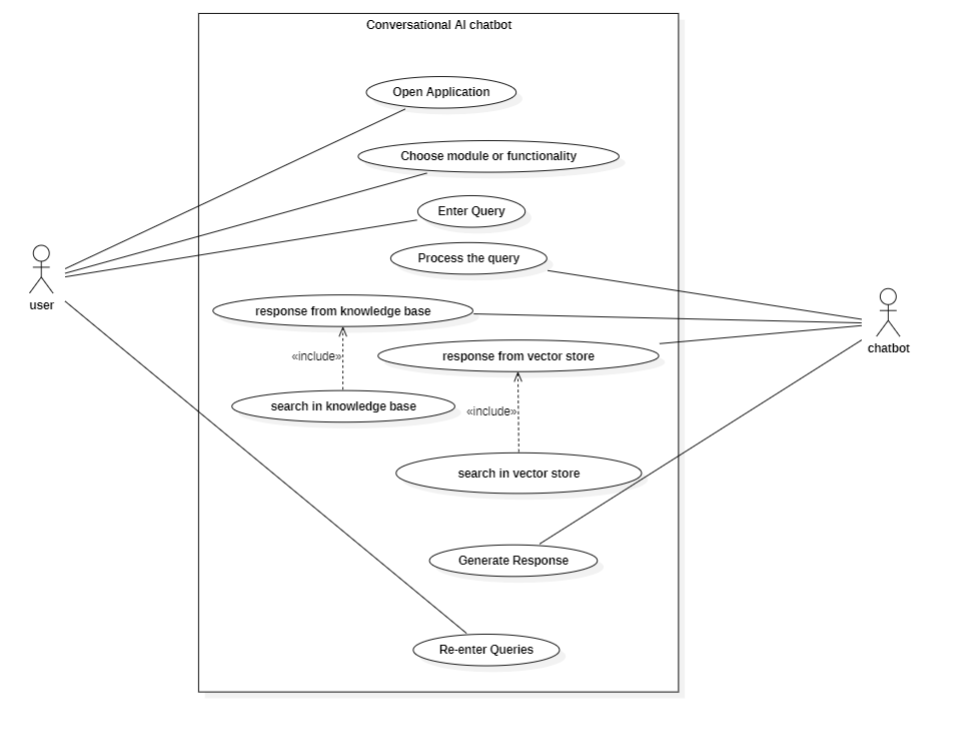 Conversational AI chatbot
Open Application
Choose module or functionality
Enter Query
Process the query
user
response from knowledge base
chatbot
«include»
response from vector store
search in knowledge base
«include»
search in vector store
Generate Response
Re-enter Queries